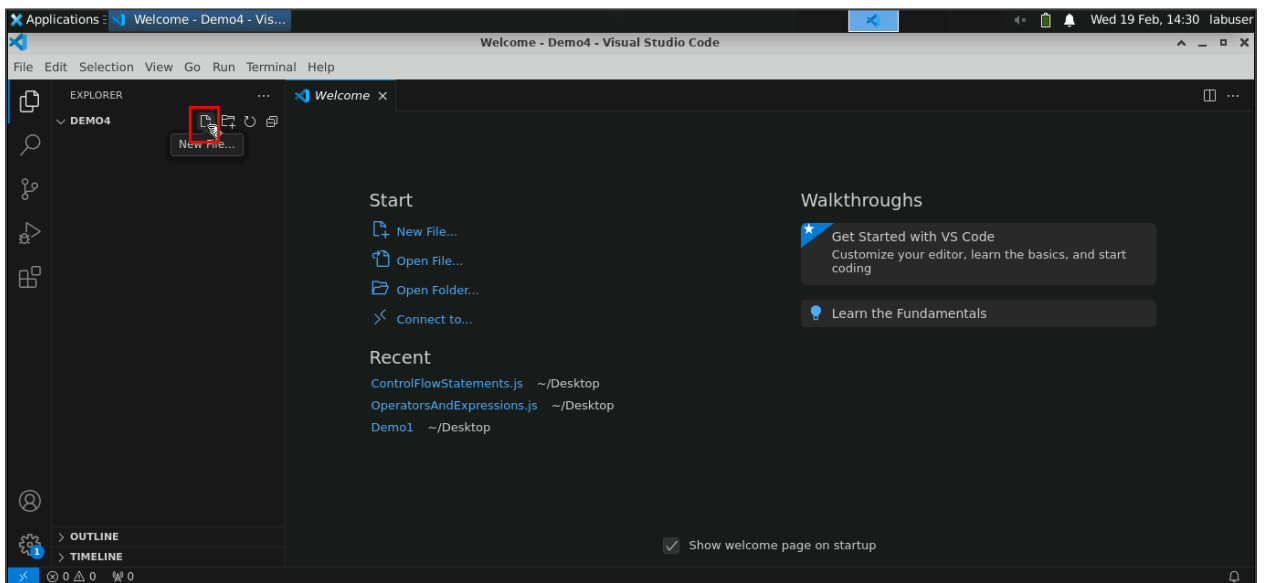 Applications
Welcome - Demo4 - Vis...
Wed 19 Feb, 14:30 labuser
Welcome - Demo4 - Visual Studio Code
File Edit Selection View Go Run Terminal Help
EXPLORER
Welcome
DEMO4
New File...
Start
New File...
Open File...
Open Folder...
Connect to...
Recent
ControlFlowStatements.js ~/Desktop
OperatorsAndExpressions.js ~/Desktop
Demo1 ~/Desktop
Walkthroughs
Get Started with VS Code
Customize your editor, learn the basics, and start
coding
Learn the Fundamentals
OUTLINE
1
TIMELINE
Show welcome page on startup
0 0 0